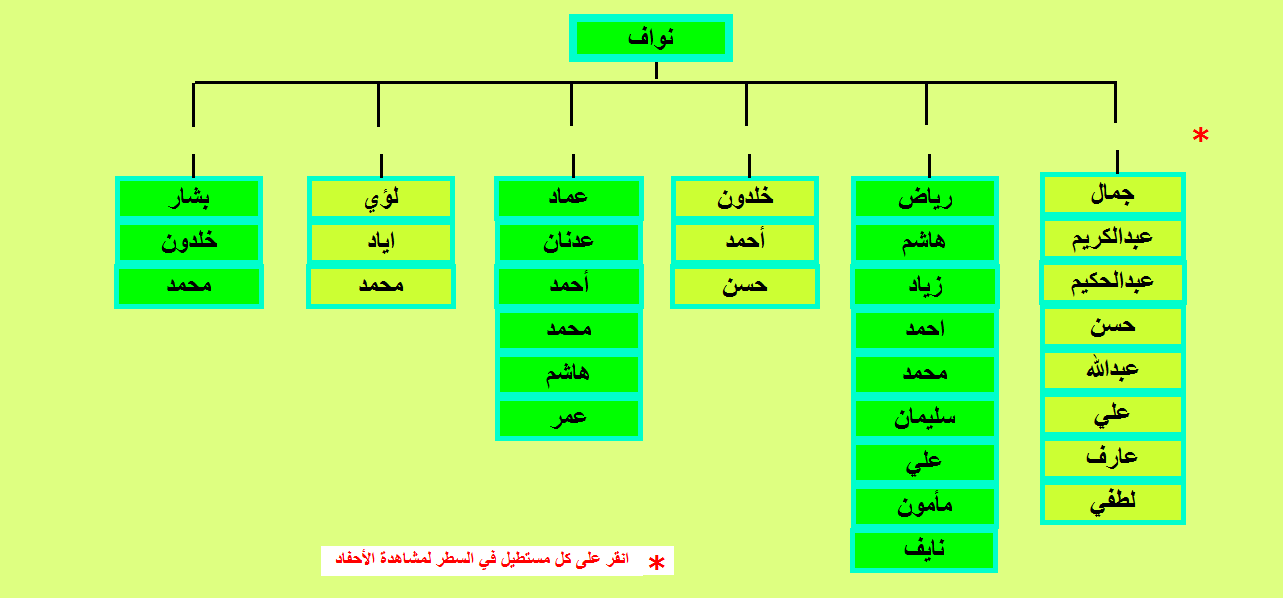 نواف
*
جمال
عبدالكريم
عبدالحكيم
حسن
عبدالله
علي
عارف
لطفي
رياض
هاشم
زياد
احمد
محمد
سليمان
علي
مأمون
نايف
خلدون
أحمد
حسن
عماد
عدنان
أحمد
محمد
هاشم
عمر
لؤي
اياد
محمد
بشار
خلدون
محمد
* انقر على كل مستطيل في السطر لمشاهدة الأحفاد